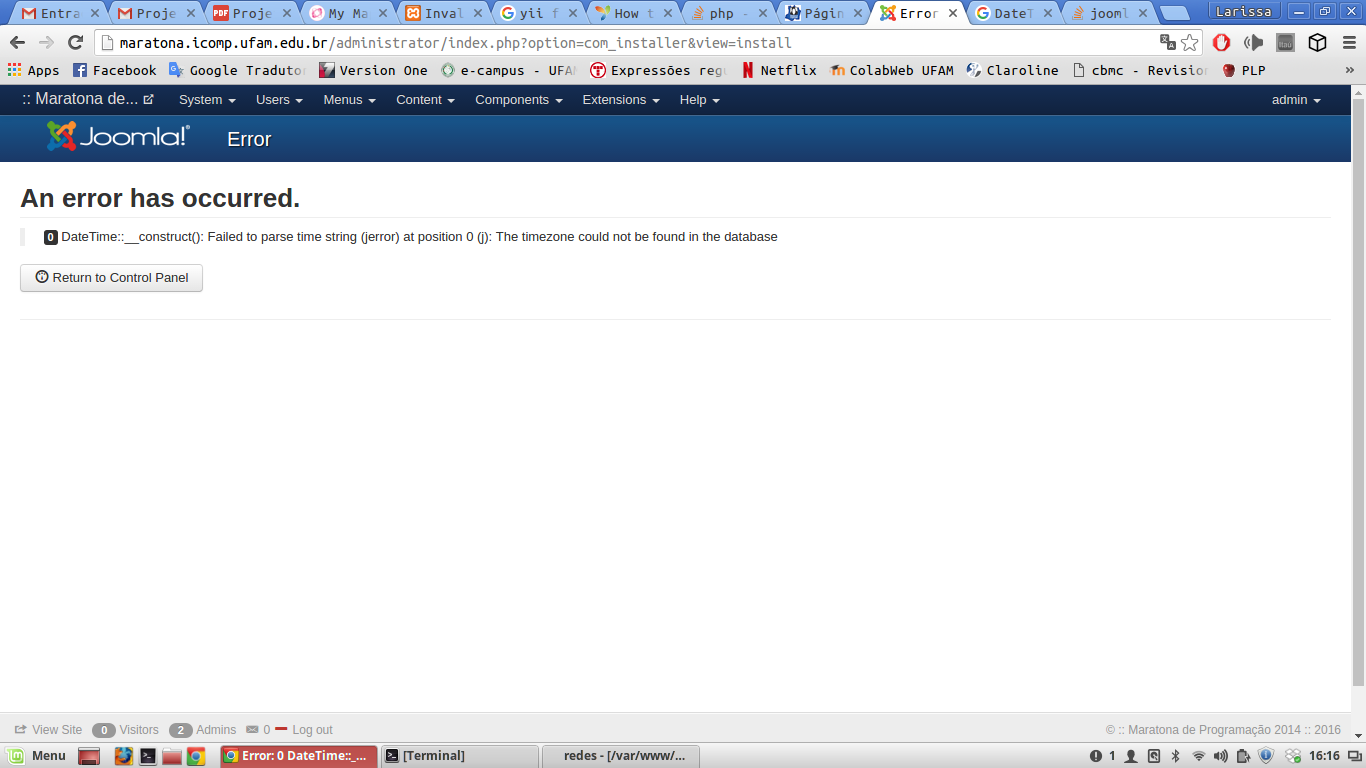 Entra Proje Proje My Ma Inval yii f How t php - Págin Error DateT jooml Larissa
maratona.icomp.ufam.edu.br/administrator/index.php?option=com_installer&view=install
Apps Facebook Google Tradutor Version One e-campus - UFAM Expressões regu Netflix ColabWeb UFAM Claroline cbmc - Revision PLP »
:: Maratona de... System Users Menus Content Components Extensions Help admin
Joomla!® Error
An error has occurred.
0 DateTime::__construct(): Failed to parse time string (jerror) at position 0 (j): The timezone could not be found in the database
Return to Control Panel
View Site 0 Visitors 2 Admins 0 Log out © :: Maratona de Programação 2014 :: 2016
Menu Error: 0 DateTime::_... [Terminal] redes - [/var/www/... 1 16:16